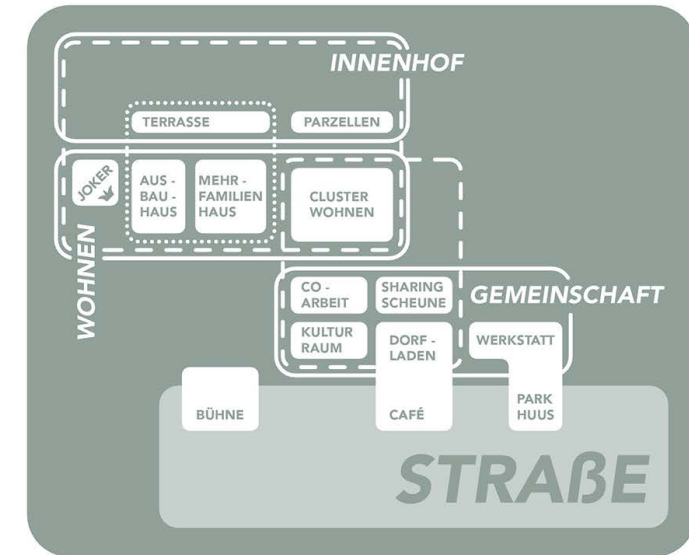 INNENHOF
TERRASSE
PARZELLEN
JOKER
AUS -
BAU -
HAUS
MEHR -
FAMILIEN
HAUS
CLUSTER
WOHNEN
WOHNEN
CO -
ARBEIT
SHARING
SCHEUNE
GEMEINSCHAFT
KULTUR
RAUM
DORF -
LADEN
WERKSTATT
BÜHNE
CAFÉ
PARK
HUUS
STRAßE